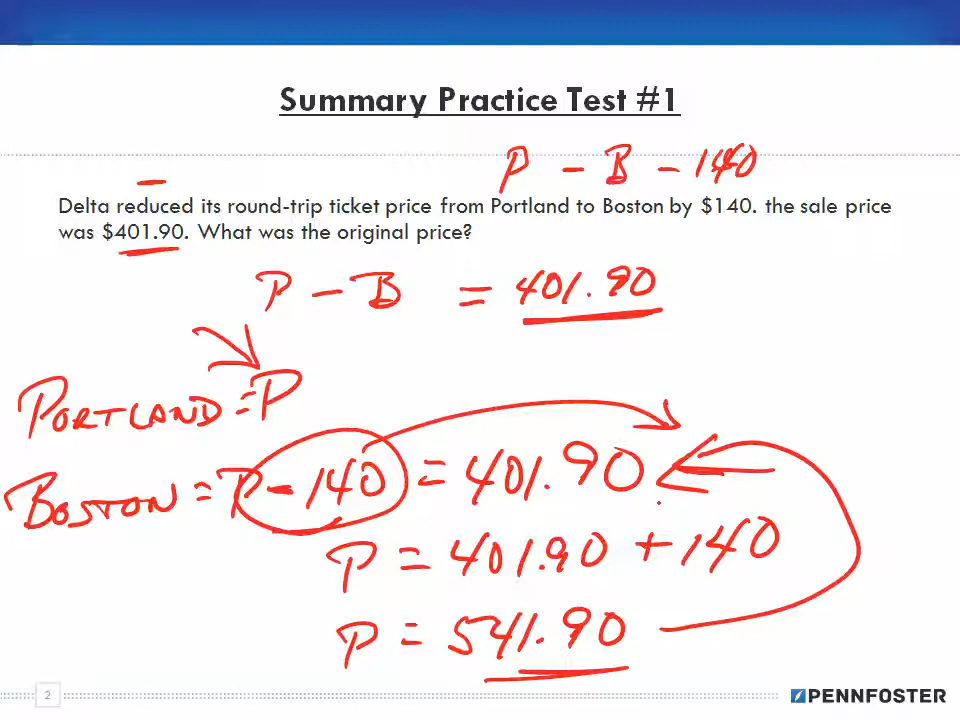 Summary Practice Test #1
P - B - 140
Delta reduced its round-trip ticket price from Portland to Boston by $140. the sale price
was $401.90. What was the original price?
P - B = 401.90
PORTLAND = P
BOSTON = P - 140 = 401.90
P = 401.90 + 140
P = 541.90
2
PENNFOSTER